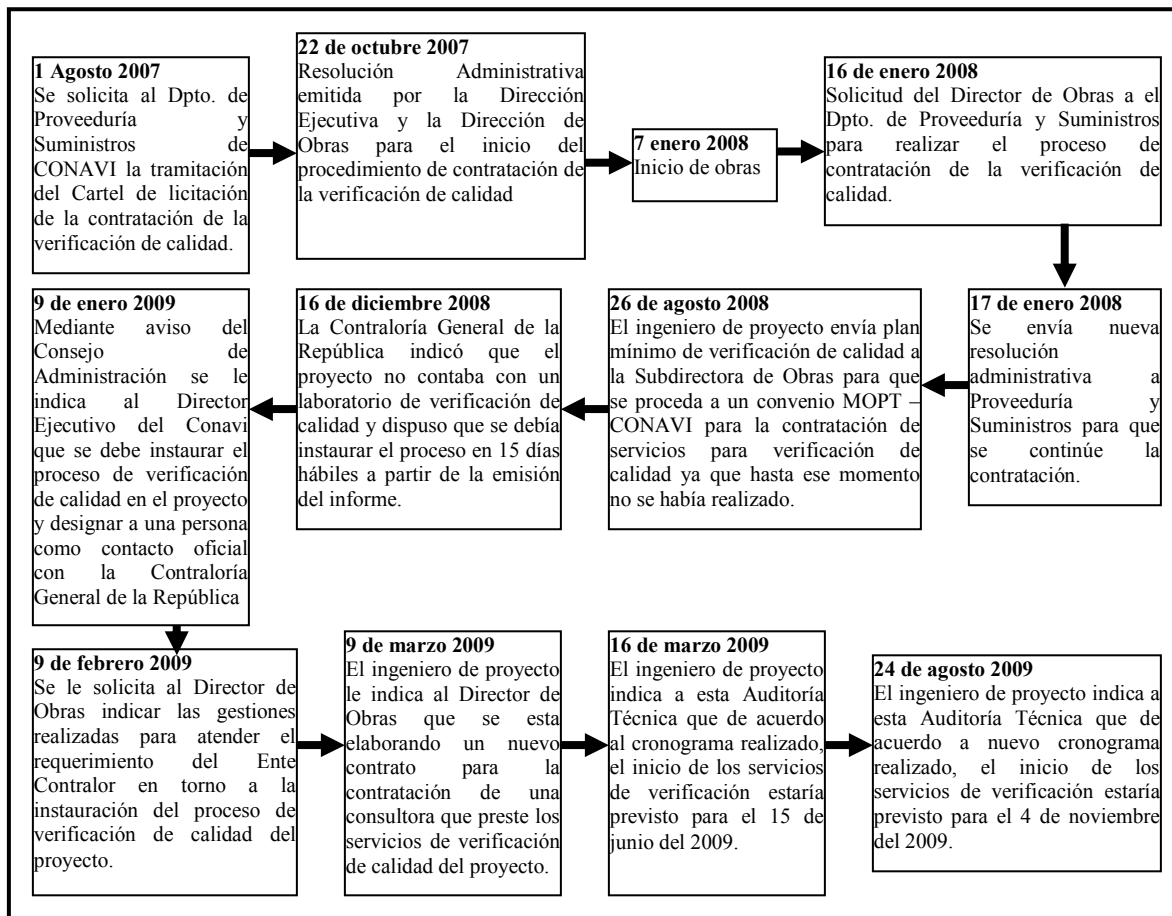 1 Agosto 2007
Se solicita al Dpto. de
Proveeduría y
Suministros de
CONAVI la tramitación
del Cartel de licitación
de la contratación de la
verificación de calidad.
22 de octubre 2007
Resolución Administrativa
emitida por la Dirección
Ejecutiva y la Dirección de
Obras para el inicio del
procedimiento de contratación de
la verificación de calidad
7 enero 2008
Inicio de obras
16 de enero 2008
Solicitud del Director de Obras a el
Dpto. de Proveeduría y Suministros
para realizar el proceso de
contratación de la verificación de
calidad.
17 de enero 2008
Se envía nueva
resolución
administrativa a
Proveeduría y
Suministros para que
se continúe la
contratación.
26 de agosto 2008
El ingeniero de proyecto envía plan
mínimo de verificación de calidad a
la Subdirectora de Obras para que
se proceda a un convenio MOPT –
CONAVI para la contratación de
servicios para verificación de
calidad ya que hasta ese momento
no se había realizado.
16 de diciembre 2008
La Contraloría General de la
República indicó que el
proyecto no contaba con un
laboratorio de verificación de
calidad y dispuso que se debía
instaurar el proceso en 15 días
hábiles a partir de la emisión
del informe.
9 de enero 2009
Mediante aviso del
Consejo de
Administración se le
indica al Director
Ejecutivo del Conavi
que se debe instaurar el
proceso de verificación
de calidad en el proyecto
y designar a una persona
como contacto oficial
con la Contraloría
General de la República
9 de febrero 2009
Se le solicita al Director de
Obras indicar las gestiones
realizadas para atender el
requerimiento del Ente
Contralor en torno a la
instauración del proceso de
verificación de calidad del
proyecto.
9 de marzo 2009
El ingeniero de proyecto
le indica al Director de
Obras que se esta
elaborando un nuevo
contrato para la
contratación de una
consultora que preste los
servicios de verificación
de calidad del proyecto.
16 de marzo 2009
El ingeniero de proyecto
indica a esta Auditoría
Técnica que de acuerdo
al cronograma realizado,
el inicio de los servicios
de verificación estaría
previsto para el 15 de
junio del 2009.
24 de agosto 2009
El ingeniero de proyecto indica a
esta Auditoría Técnica que de
acuerdo a nuevo cronograma
realizado, el inicio de los
servicios de verificación estaría
previsto para el 4 de noviembre
del 2009.